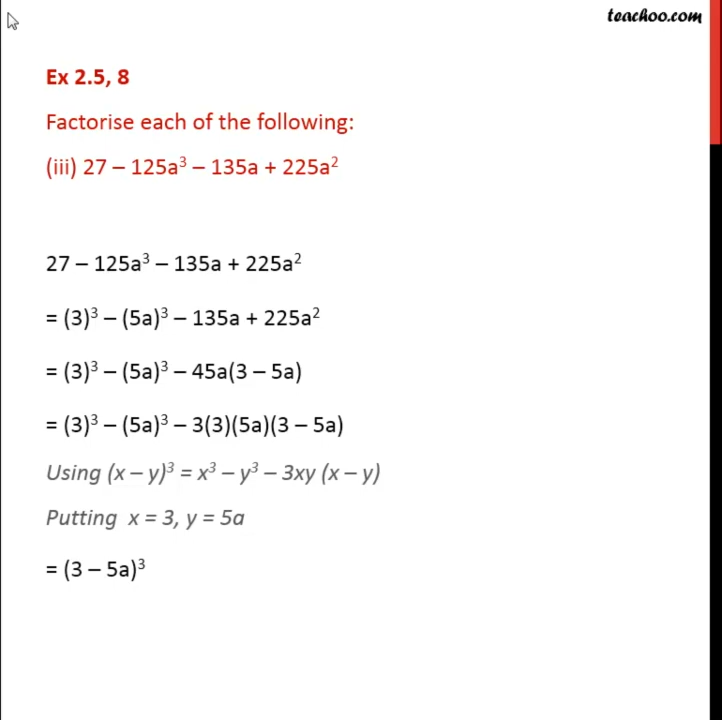 teachoo.com
Ex 2.5, 8
Factorise each of the following:
(iii) 27 – 125a³ – 135a + 225a²
27 – 125a³ – 135a + 225a²
= (3)³ – (5a)³ – 135a + 225a²
= (3)³ – (5a)³ – 45a(3 – 5a)
= (3)³ – (5a)³ – 3(3)(5a)(3 – 5a)
Using (x – y)³ = x³ – y³ – 3xy (x – y)
Putting x = 3, y = 5a
= (3 – 5a)³